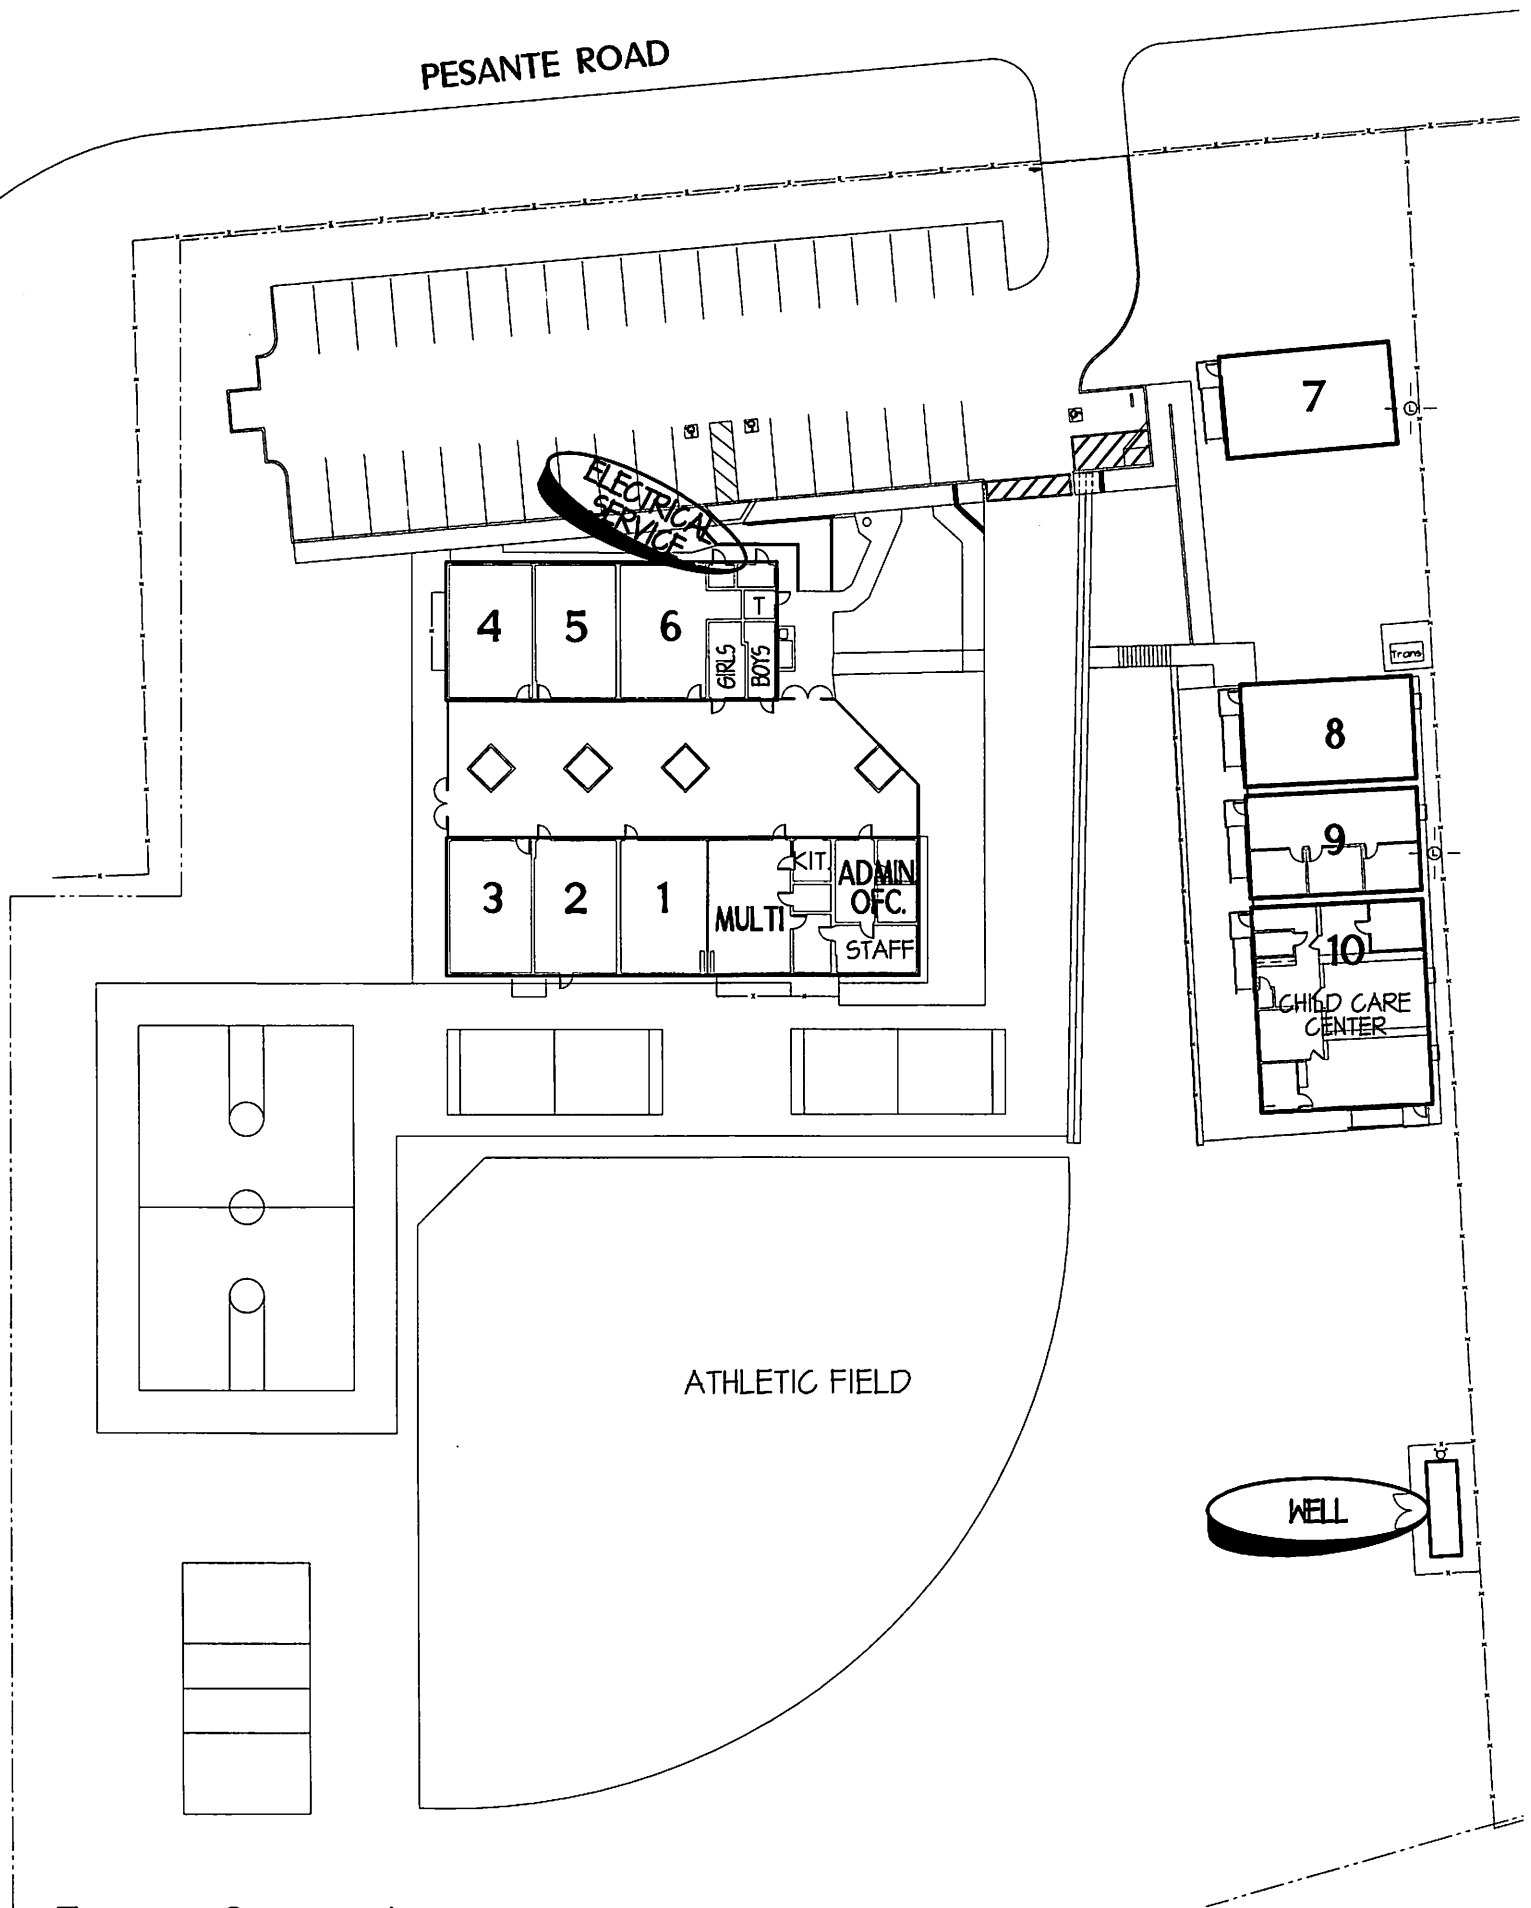 PESANTE ROAD
7
ELECTRICAL
SERVICE
4
5
6
T
GIRLS
BOYS
Trans
8
9
3
2
1
MULTI
KIT.
ADMIN
OFC.
STAFF
10
CHILD CARE
CENTER
ATHLETIC FIELD
WELL